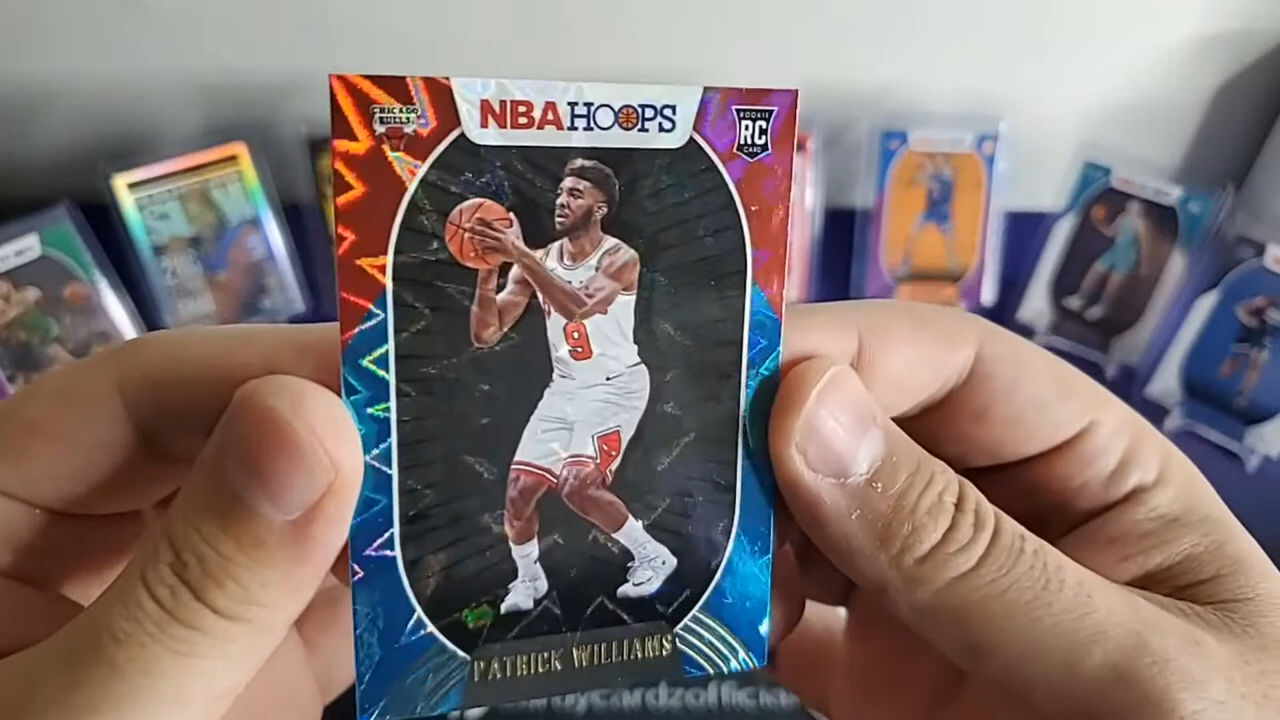 CHICAGO
BULLS
NBA HOOPS
ROOKIE
RC
CARD
9
PATRICK WILLIAMS